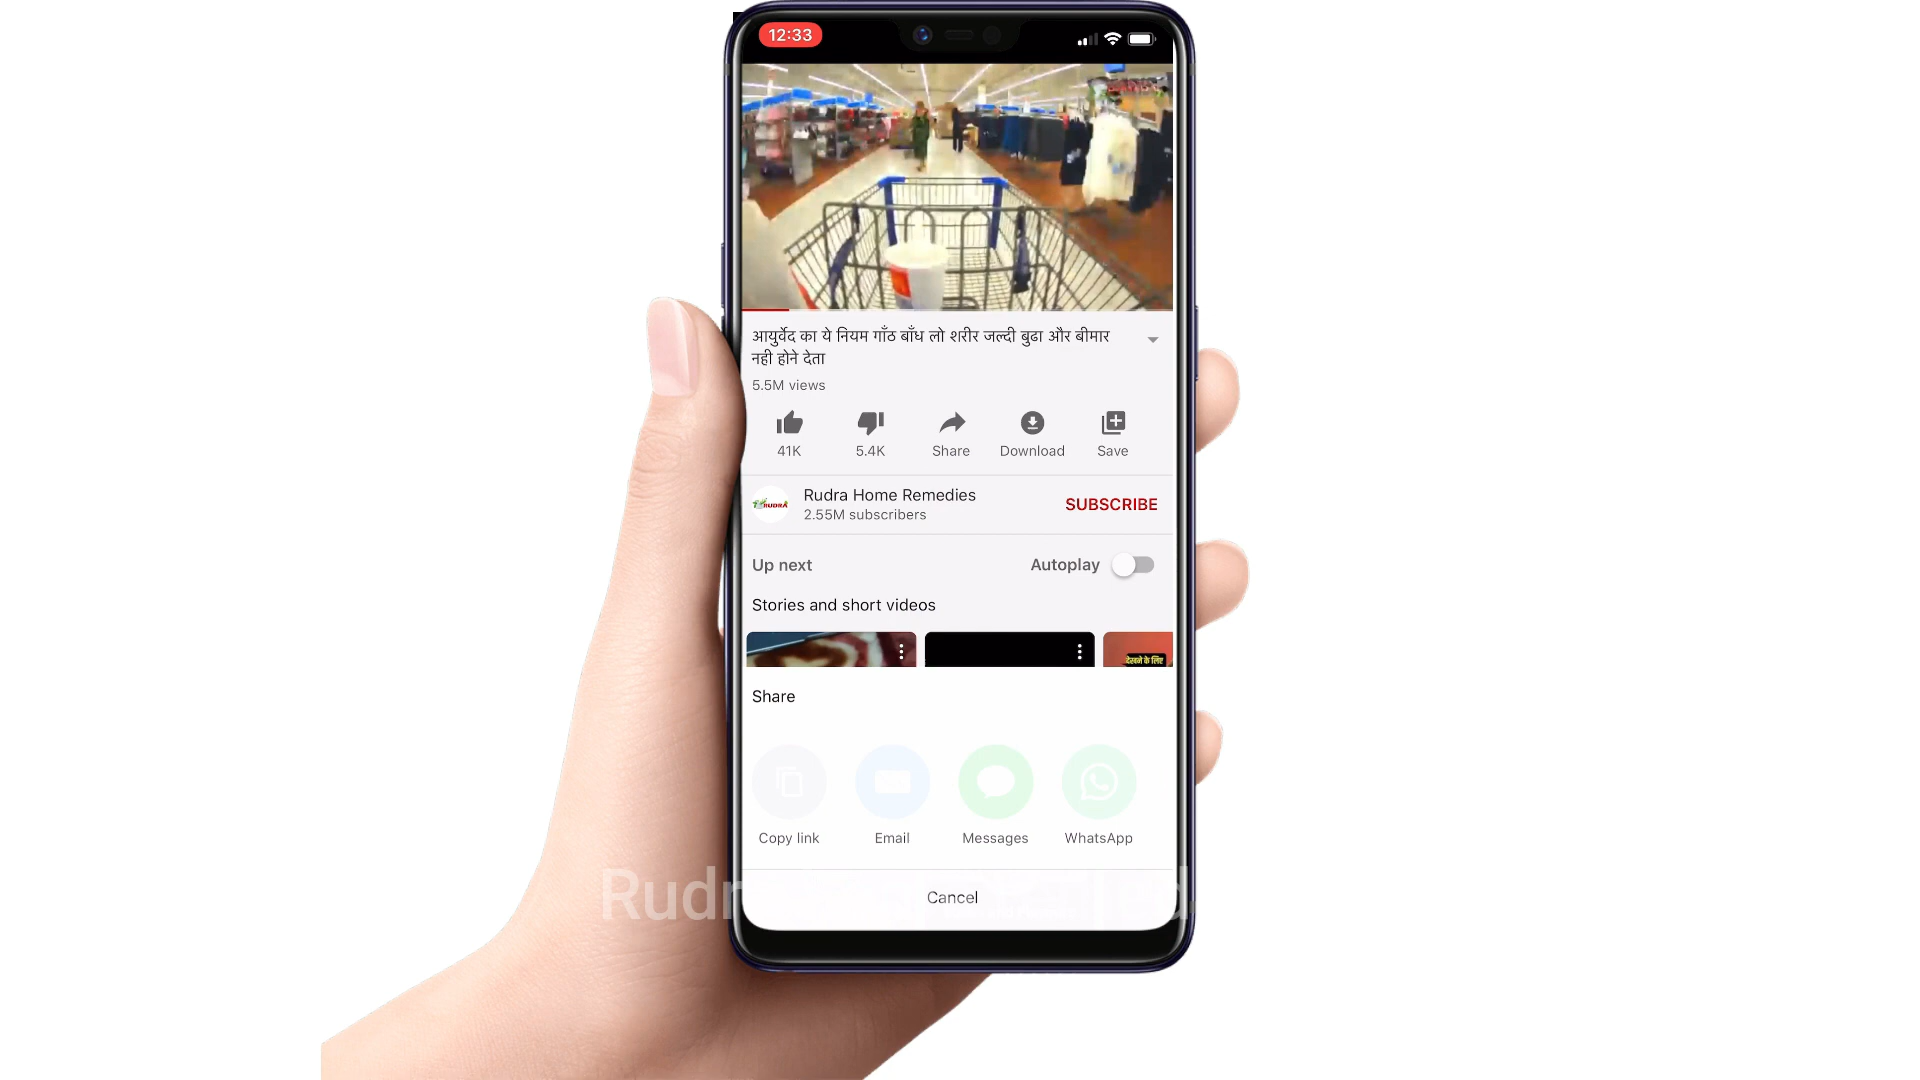 12:33
आयुर्वेद का ये नियम गाँठ बाँध लो शरीर जल्दी बुढा और बीमार
नही होने देता
5.5M views
41K
5.4K
Share
Download
Save
RUDRA
Rudra Home Remedies
2.55M subscribers
SUBSCRIBE
Up next
Autoplay
Stories and short videos
देखने के लिए
Share
Copy link
Email
Messages
WhatsApp
Cancel